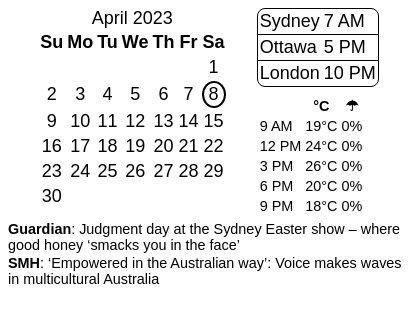 April 2023
Su Mo Tu We Th Fr Sa
1
2 3 4 5 6 7 8
9 10 11 12 13 14 15
16 17 18 19 20 21 22
23 24 25 26 27 28 29
30
Sydney 7 AM
Ottawa 5 PM
London 10 PM
°C ☂
9 AM 19°C 0%
12 PM 24°C 0%
3 PM 26°C 0%
6 PM 20°C 0%
9 PM 18°C 0%
Guardian: Judgment day at the Sydney Easter show – where
good honey ‘smacks you in the face’
SMH: ‘Empowered in the Australian way’: Voice makes waves
in multicultural Australia